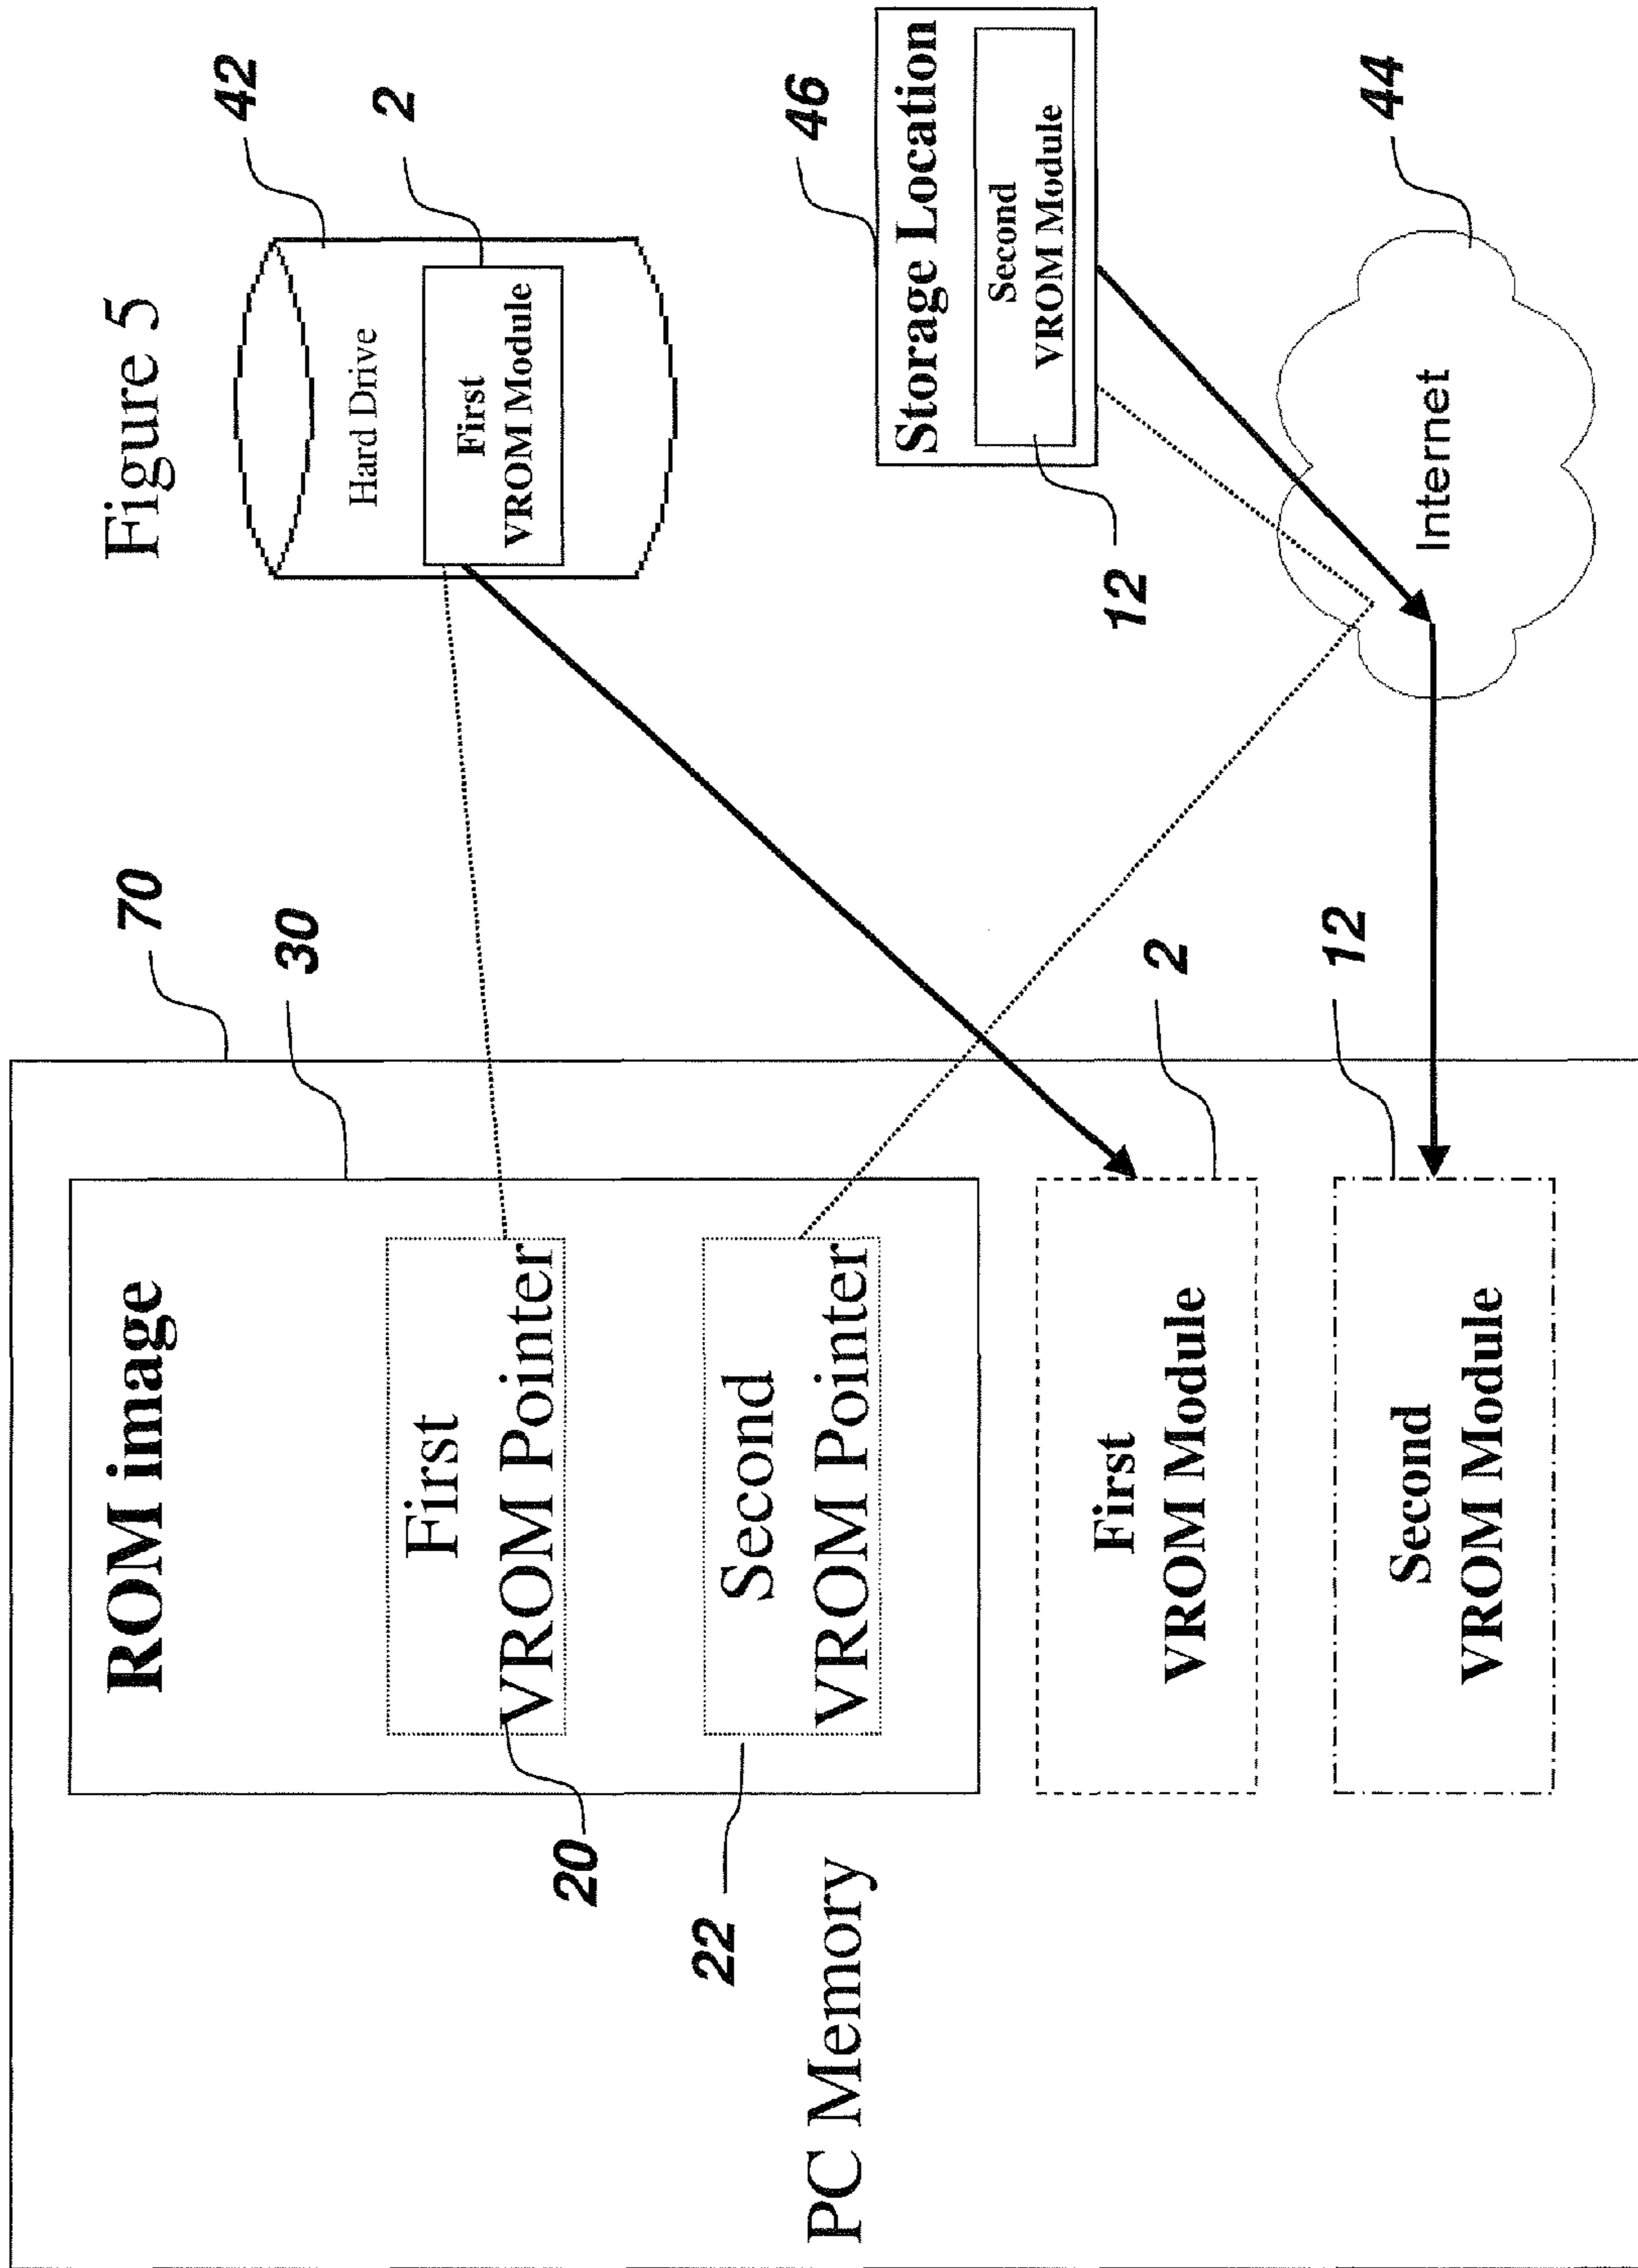 Figure 5
42
Hard Drive
2
First
VROM Module
46
Storage Location
Second
VROM Module
12
44
Internet
70
30
ROM image
First
VROM Pointer
20
Second
VROM Pointer
22
PC Memory
2
First
VROM Module
12
Second
VROM Module